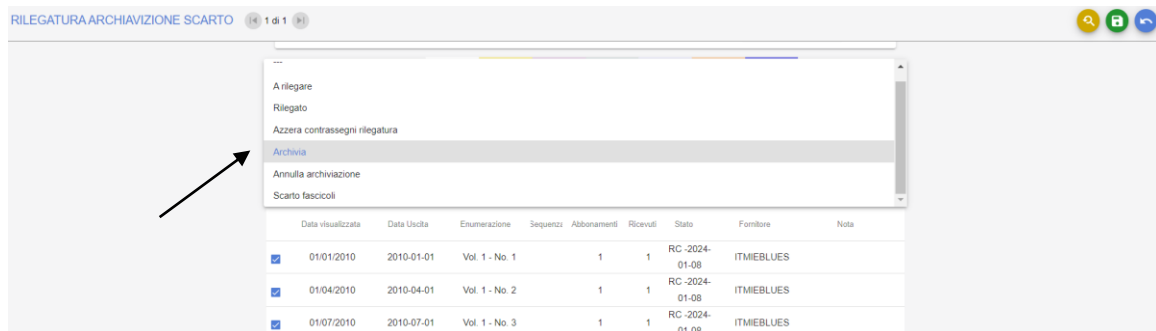 RILEGATURA ARCHIAVIZIONE SCARTO 1 di 1
---
A rilegare
Rilegato
Azzera contrassegni rilegatura
Archivia
Annulla archiviazione
Scarto fascicoli
Data visualizzata Data Uscita Enumerazione Sequenza Abbonamenti Ricevuti Stato Fornitore Nota
01/01/2010 2010-01-01 Vol. 1 - No. 1 1 1 RC -2024-01-08 ITMIEBLUES
01/04/2010 2010-04-01 Vol. 1 - No. 2 1 1 RC -2024-01-08 ITMIEBLUES
01/07/2010 2010-07-01 Vol. 1 - No. 3 1 1 RC -2024-01-08 ITMIEBLUES